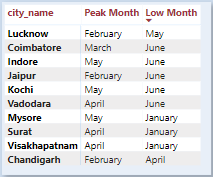 city_name Peak Month Low Month
Lucknow February May
Coimbatore March June
Indore May June
Jaipur February June
Kochi May June
Vadodara April June
Mysore May January
Surat April January
Visakhapatnam April January
Chandigarh February April